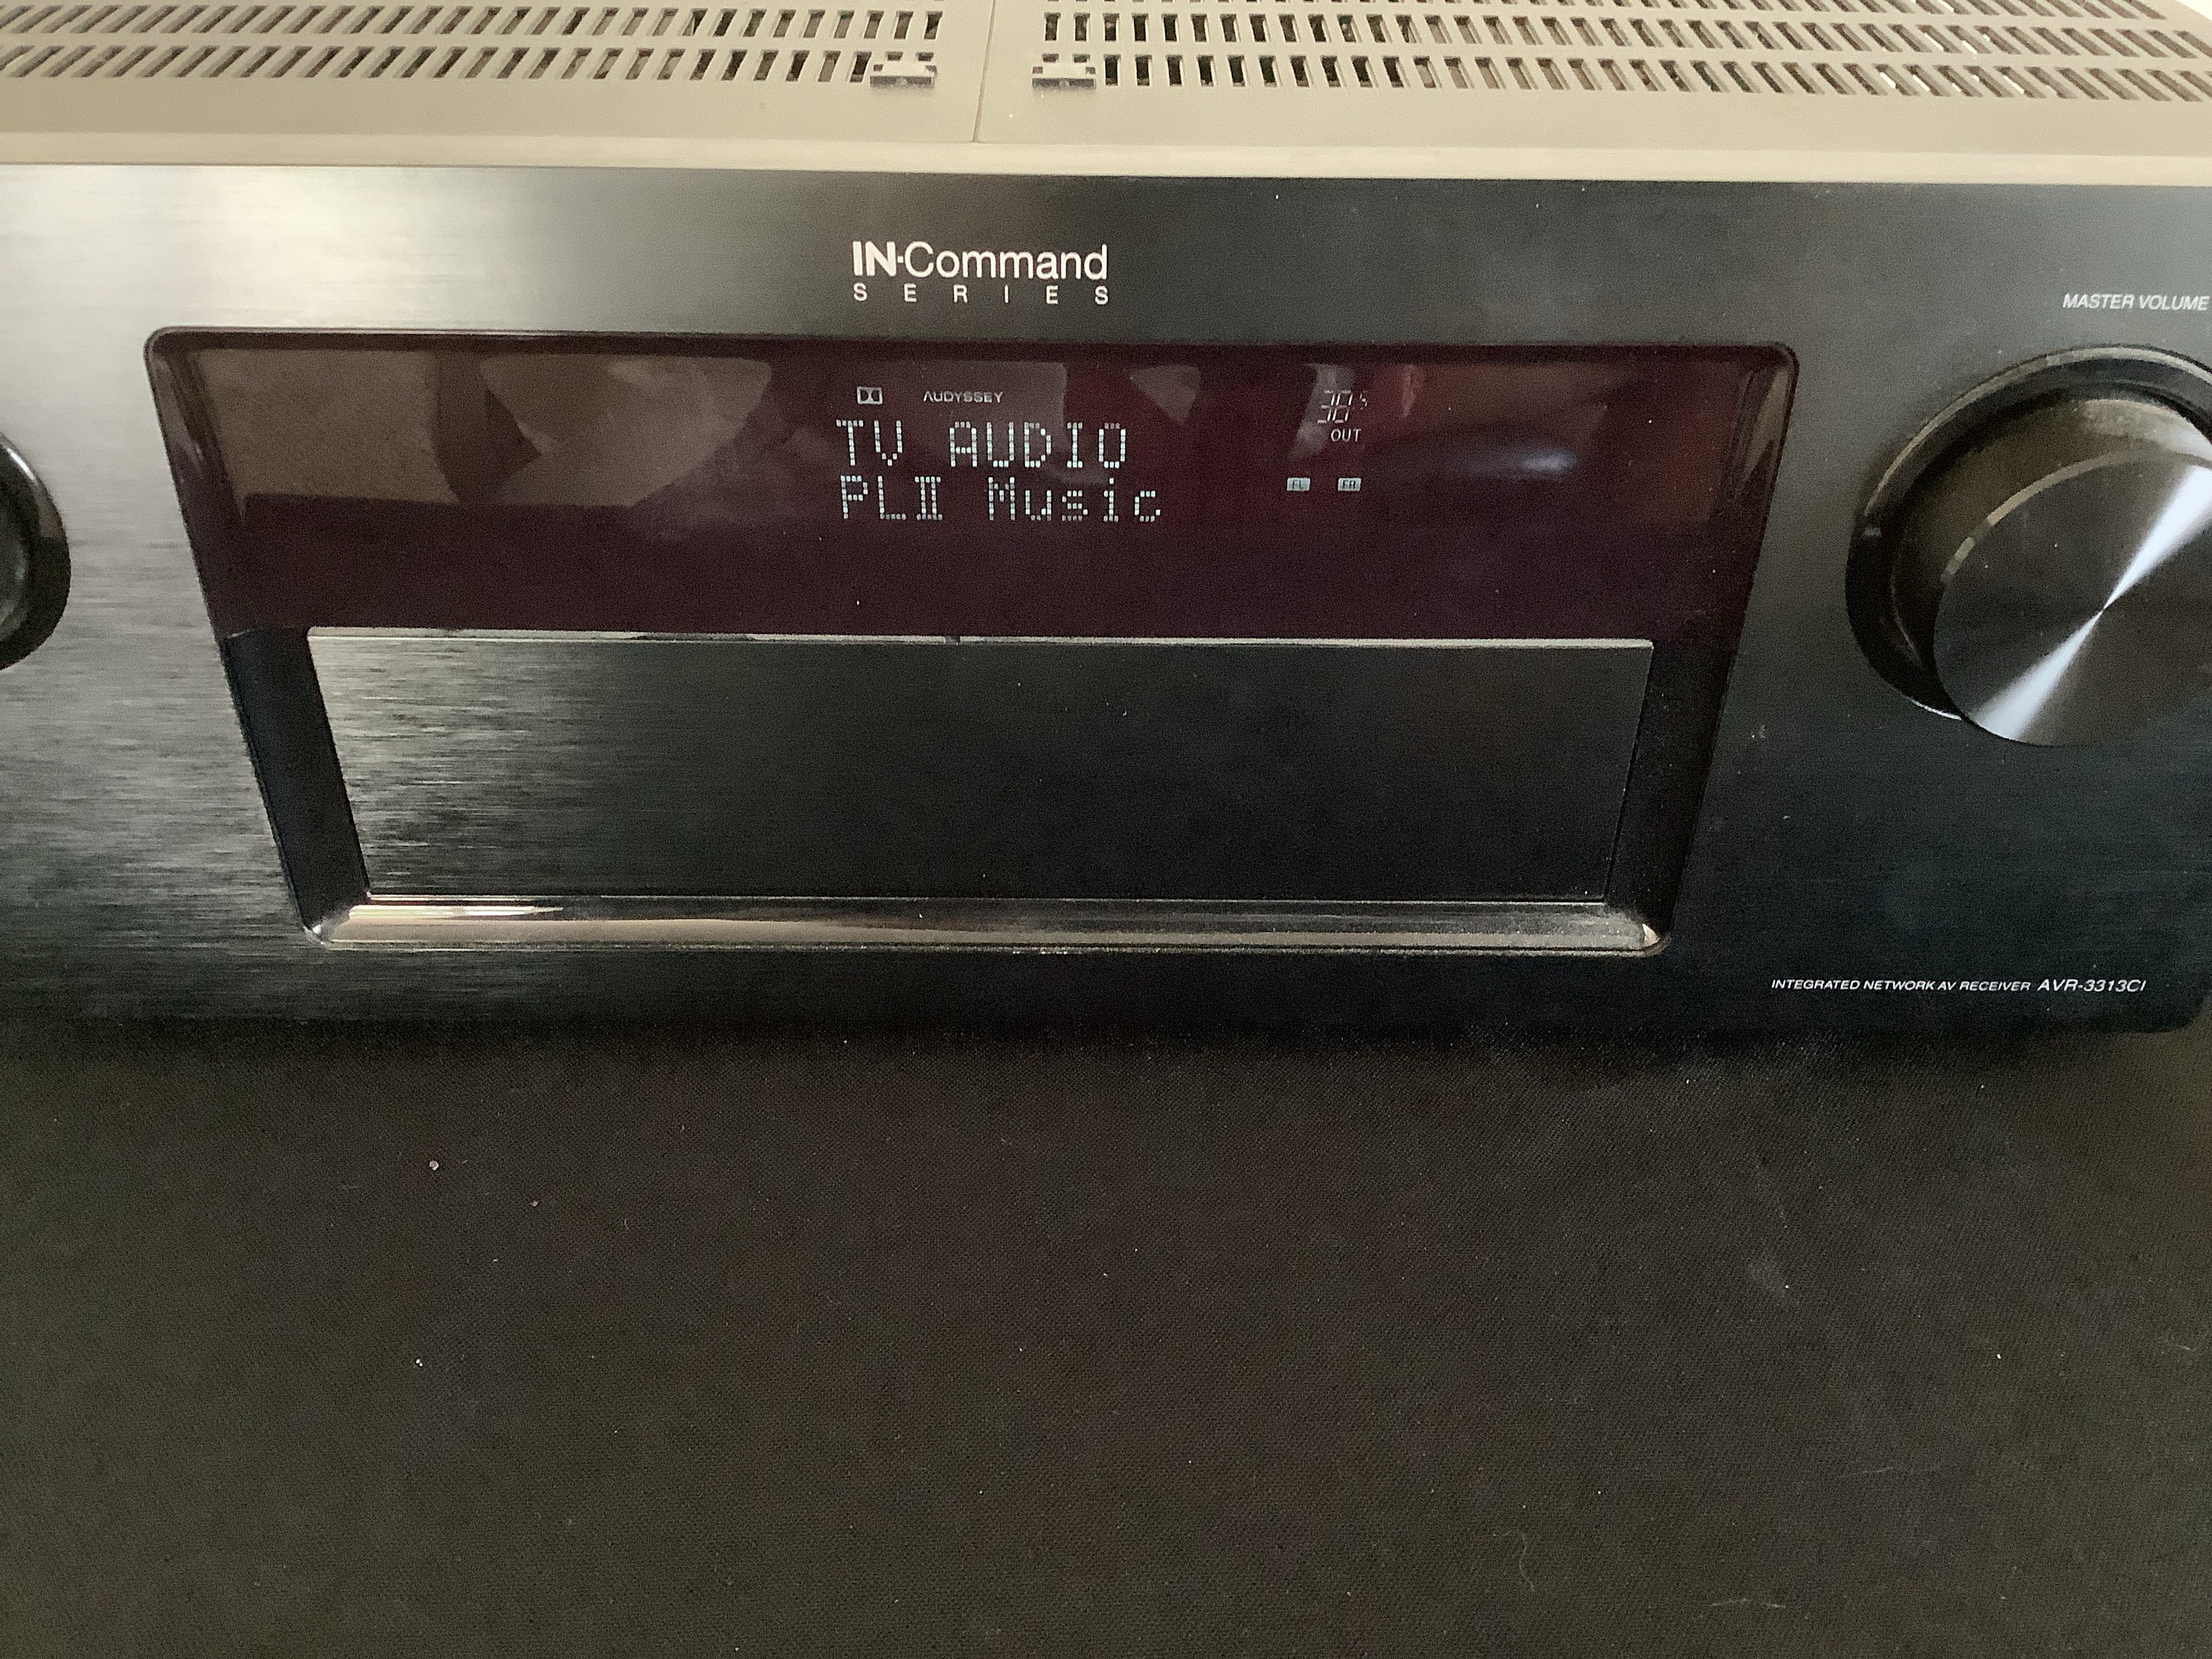 IN·Command
SERIES
MASTER VOLUME
AUDYSSEY
OUT
TV AUDIO
FL FR
PLⅡ Music
INTEGRATED NETWORK AV RECEIVER AVR-3313CI